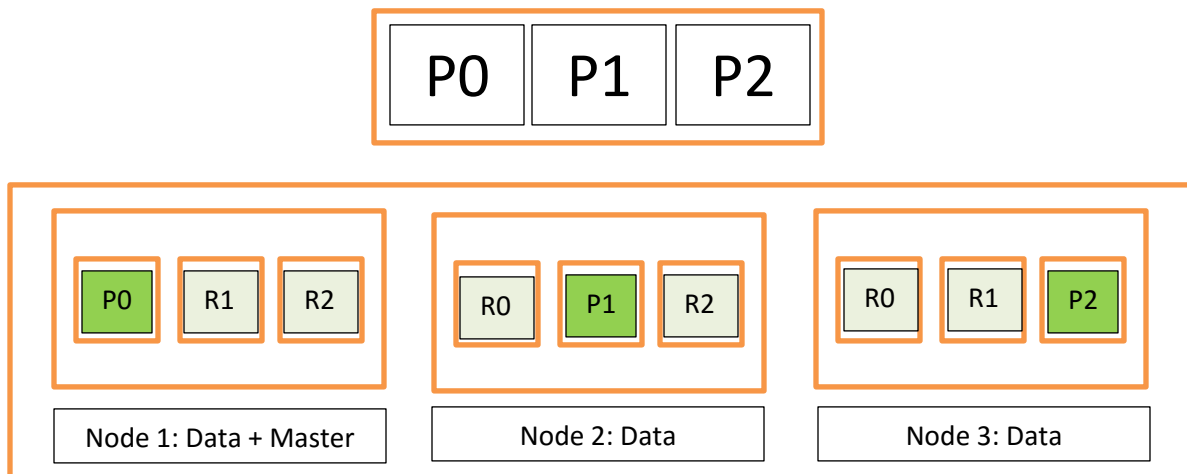 P0 P1 P2
P0 R1 R2
R0 P1 R2
R0 R1 P2
Node 1: Data + Master
Node 2: Data
Node 3: Data